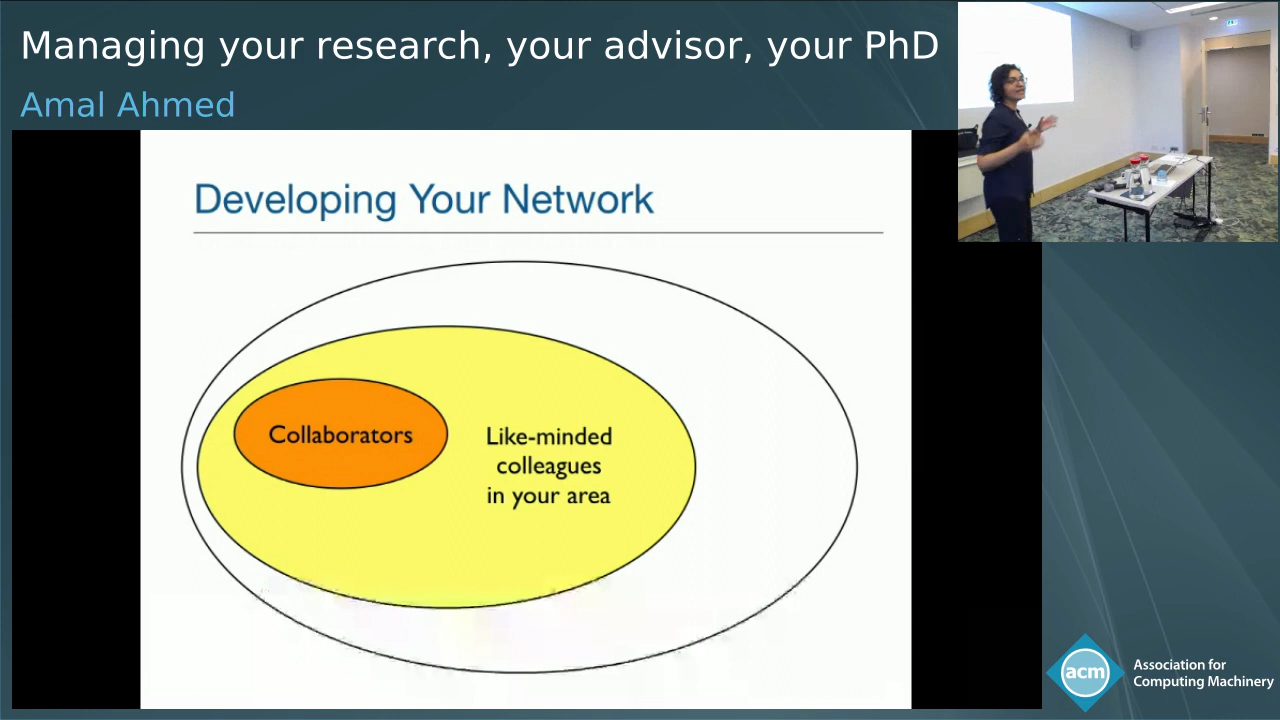 Managing your research, your advisor, your PhD
Amal Ahmed
Developing Your Network
Collaborators
Like-minded
colleagues
in your area
acm
Association for
Computing Machinery